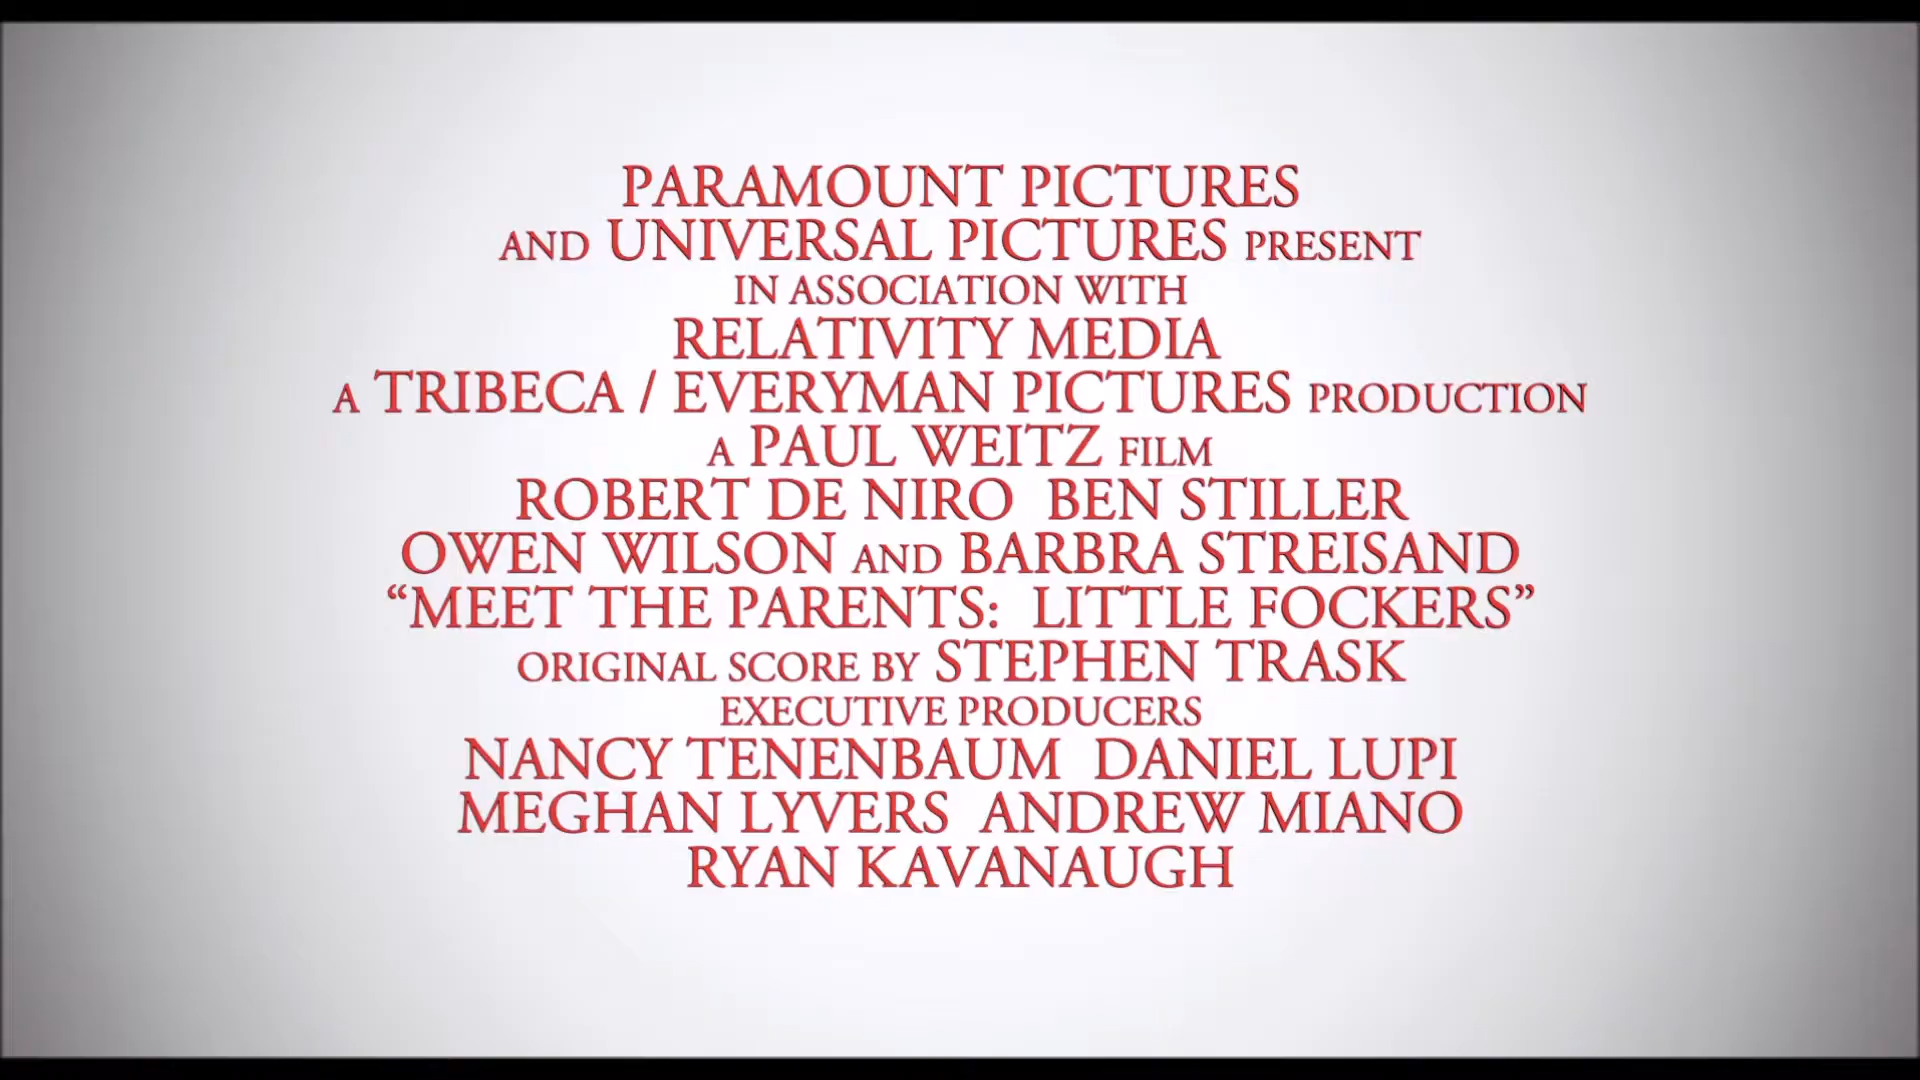 PARAMOUNT PICTURES
AND UNIVERSAL PICTURES PRESENT
IN ASSOCIATION WITH
RELATIVITY MEDIA
A TRIBECA / EVERYMAN PICTURES PRODUCTION
A PAUL WEITZ FILM
ROBERT DE NIRO  BEN STILLER
OWEN WILSON AND BARBRA STREISAND
“MEET THE PARENTS:  LITTLE FOCKERS”
ORIGINAL SCORE BY STEPHEN TRASK
EXECUTIVE PRODUCERS
NANCY TENENBAUM  DANIEL LUPI
MEGHAN LYVERS  ANDREW MIANO
RYAN KAVANAUGH